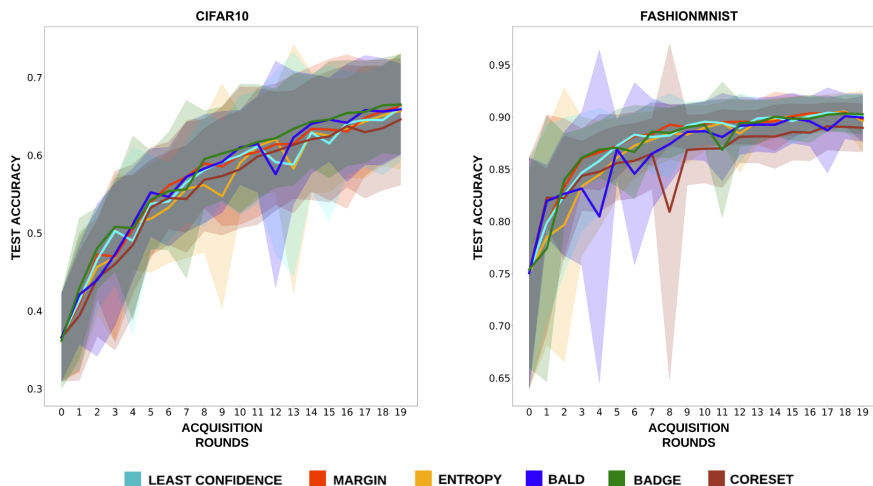 CIFAR10
0.7
0.6
0.5
0.4
0.3
TEST ACCURACY
0 1 2 3 4 5 6 7 8 9 10 11 12 13 14 15 16 17 18 19
ACQUISITION
ROUNDS
FASHIONMNIST
0.95
0.90
0.85
0.80
0.75
0.70
0.65
TEST ACCURACY
0 1 2 3 4 5 6 7 8 9 10 11 12 13 14 15 16 17 18 19
ACQUISITION
ROUNDS
LEAST CONFIDENCE MARGIN ENTROPY BALD BADGE CORESET